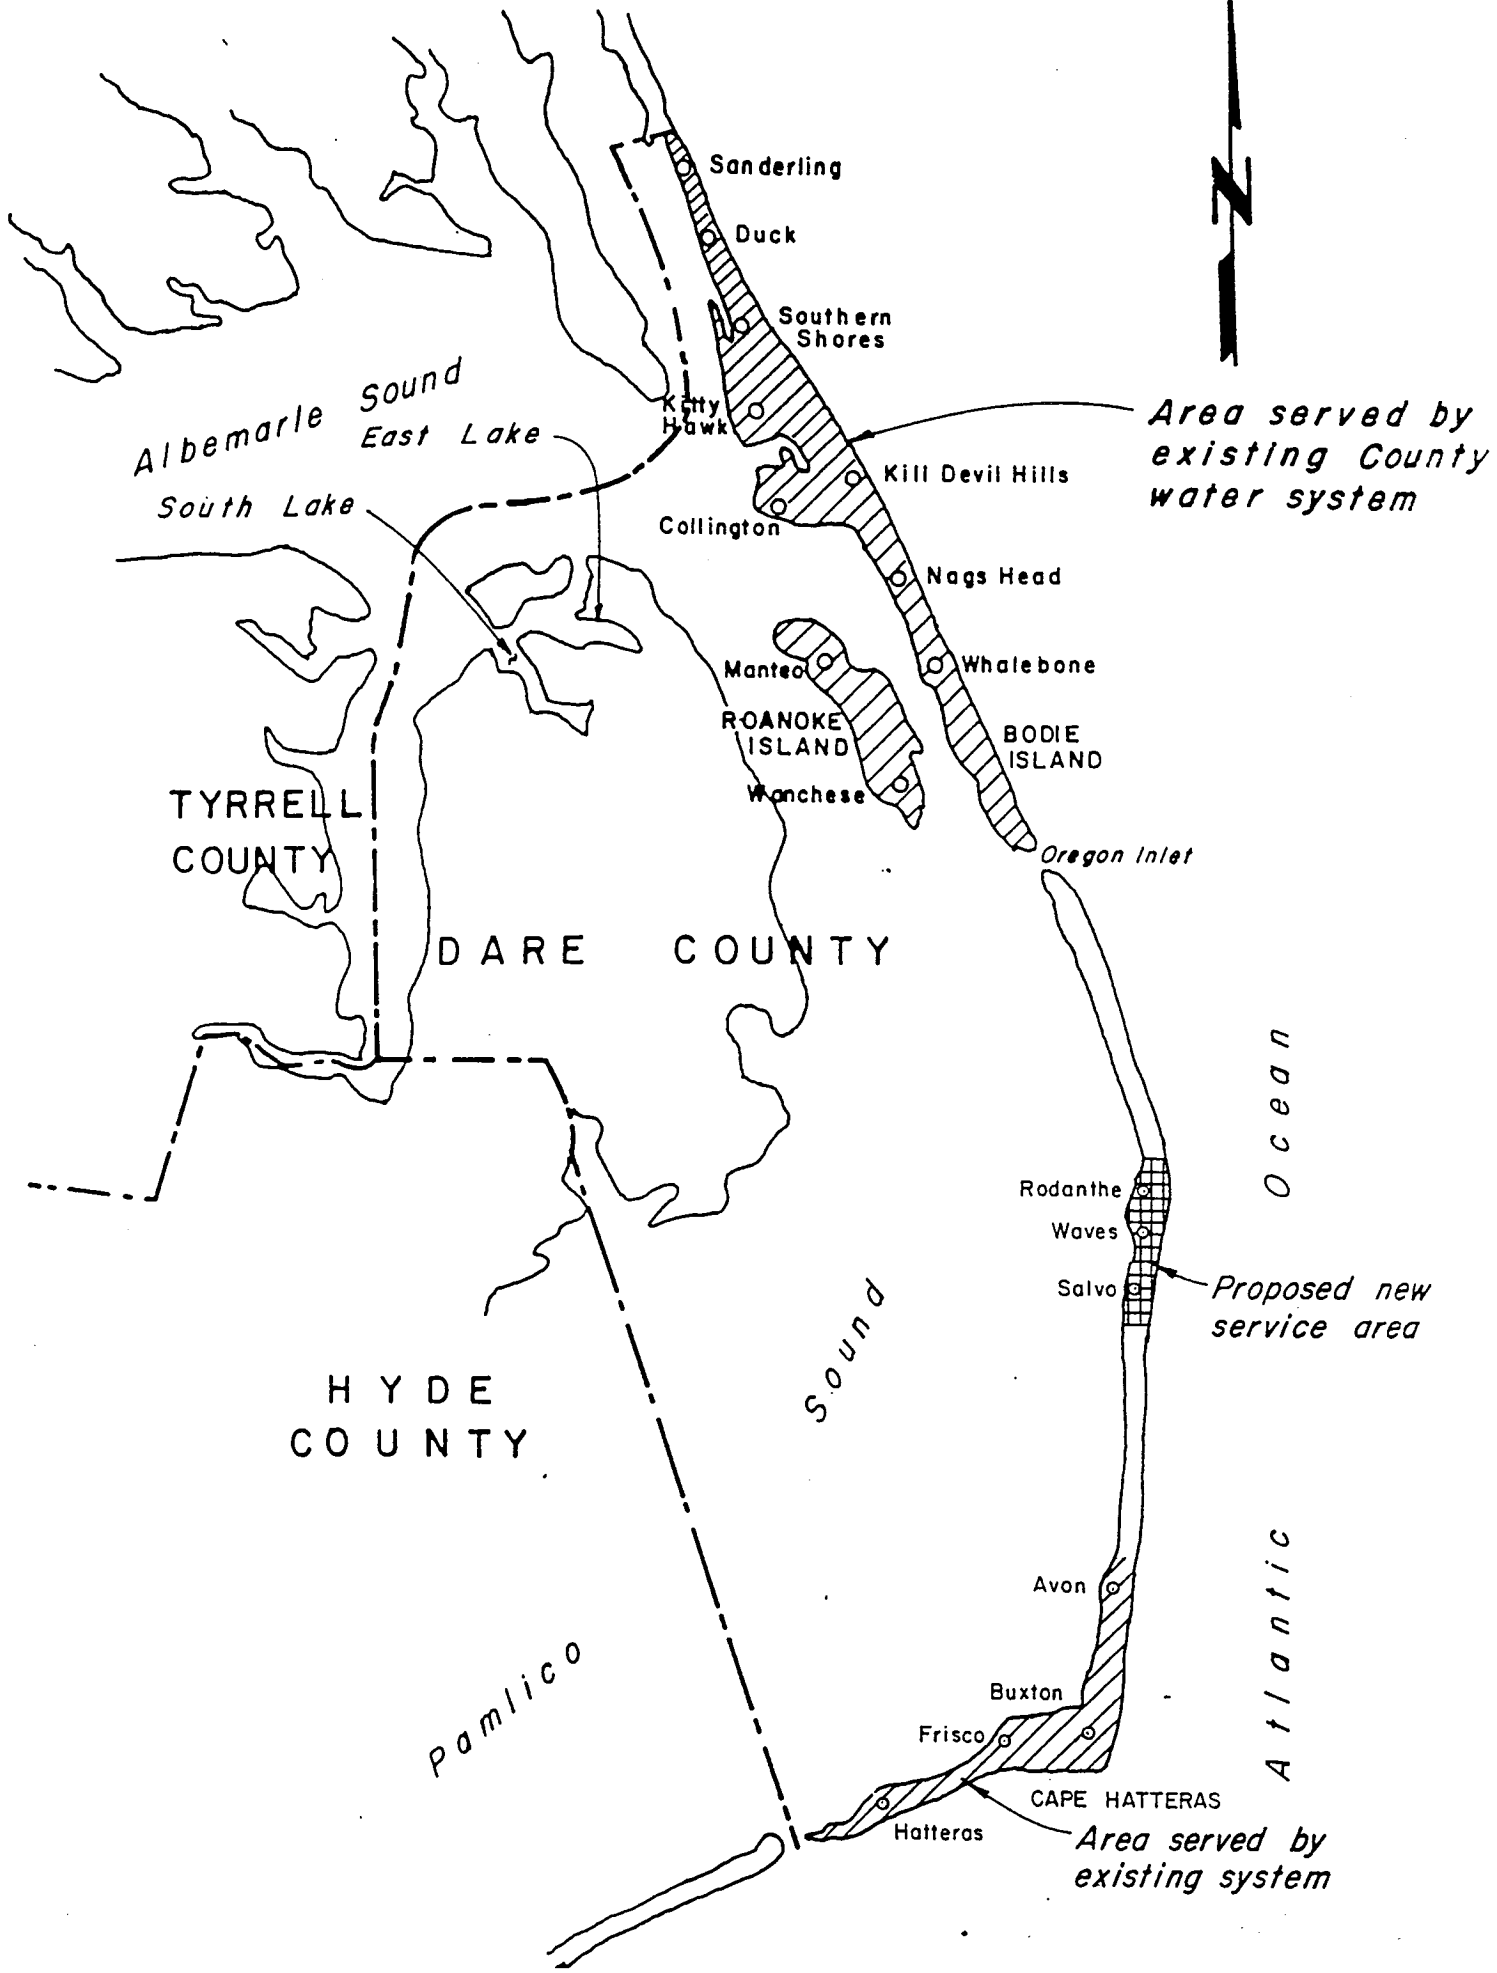 N
Sanderling
Duck
Southern
Shores
Albemarle Sound
Kitty
Hawk
East Lake
South Lake
Area served by
existing County
water system
Kill Devil Hills
Collington
Nags Head
Manteo
Whalebone
ROANOKE
ISLAND
BODIE
ISLAND
Wanchese
TYRRELL
COUNTY
Oregon Inlet
DARE COUNTY
Rodanthe
Waves
Salvo
Proposed new
service area
HYDE
COUNTY
Pamlico Sound
Atlantic Ocean
Avon
Buxton
Frisco
CAPE HATTERAS
Hatteras
Area served by
existing system